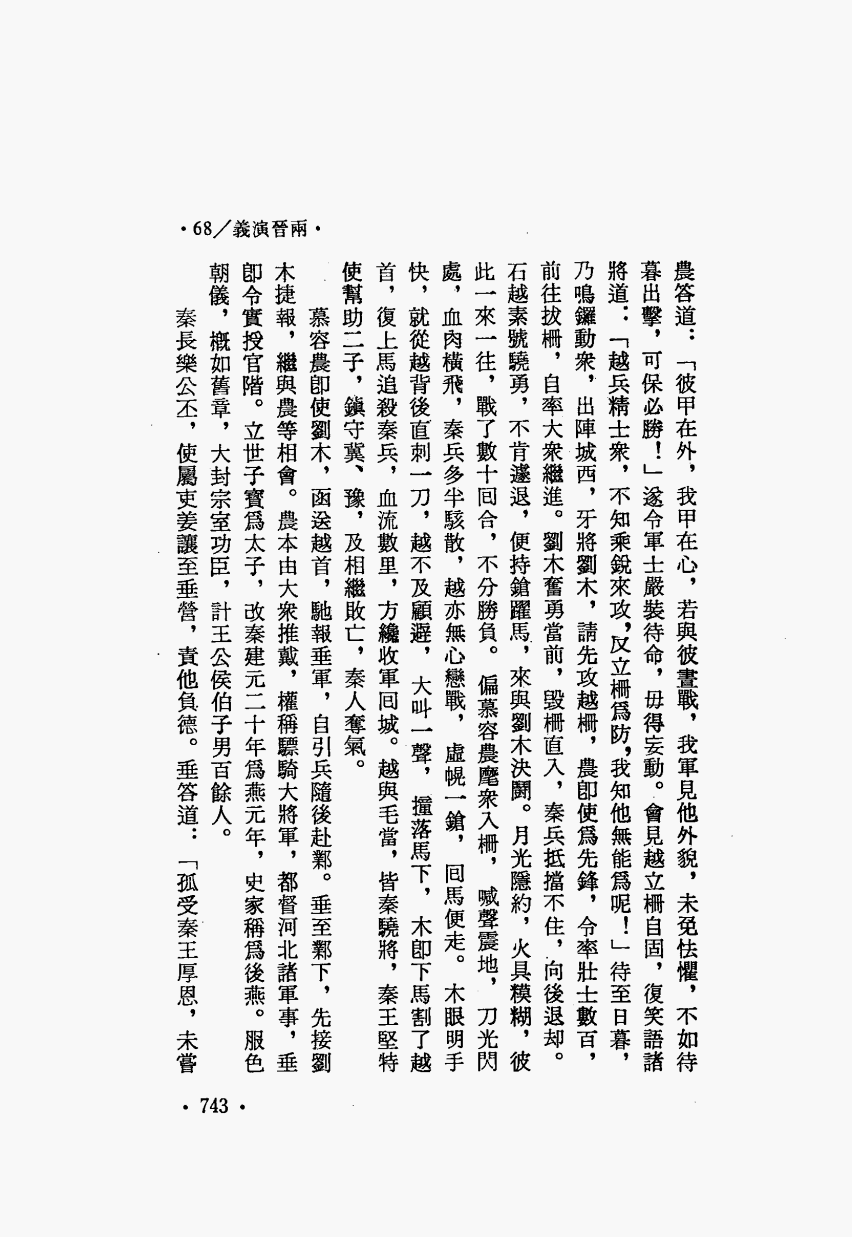 ·68／義演晉兩·
農答道：「彼甲在外，我甲在心，若與彼晝戰，我軍見他外貌，未免怯懼，不如待
暮出擊，可保必勝！」遂令軍士嚴裝待命，毋得妄動。會見越立柵自固，復笑語諸
將道：「越兵精士衆，不知乘銳來攻，反立柵爲防，我知他無能爲呢！」待至日暮，
乃鳴鑼動衆，出陣城西，牙將劉木，請先攻越柵，農卽使爲先鋒，令率壯士數百，
前往拔柵，自率大衆繼進。劉木奮勇當前，毀柵直入，秦兵抵擋不住，向後退却。
石越素號驍勇，不肯遽退，便持鎗躍馬，來與劉木決鬭。月光隱約，火具糢糊，彼
此一來一往，戰了數十回合，不分勝負。偏慕容農麾衆入柵，喊聲震地，刀光閃
處，血肉橫飛，秦兵多半駭散，越亦無心戀戰，虛幌一鎗，回馬便走。木眼明手
快，就從越背後直刺一刀，越不及顧避，大叫一聲，撞落馬下，木卽下馬割了越
首，復上馬追殺秦兵，血流數里，方纔收軍回城。越與毛當，皆秦驍將，秦王堅特
使幫助二子，鎭守冀、豫，及相繼敗亡，秦人奪氣。
慕容農卽使劉木，函送越首，馳報垂軍，自引兵隨後赴鄴。垂至鄴下，先接劉
木捷報，繼與農等相會。農本由大衆推戴，權稱驃騎大將軍，都督河北諸軍事，垂
卽令實授官階。立世子寶爲太子，改秦建元二十年爲燕元年，史家稱爲後燕。服色
朝儀，槪如舊章，大封宗室功臣，計王公侯伯子男百餘人。
秦長樂公丕，使屬吏姜讓至垂營，責他負德。垂答道：「孤受秦王厚恩，未嘗
·743·